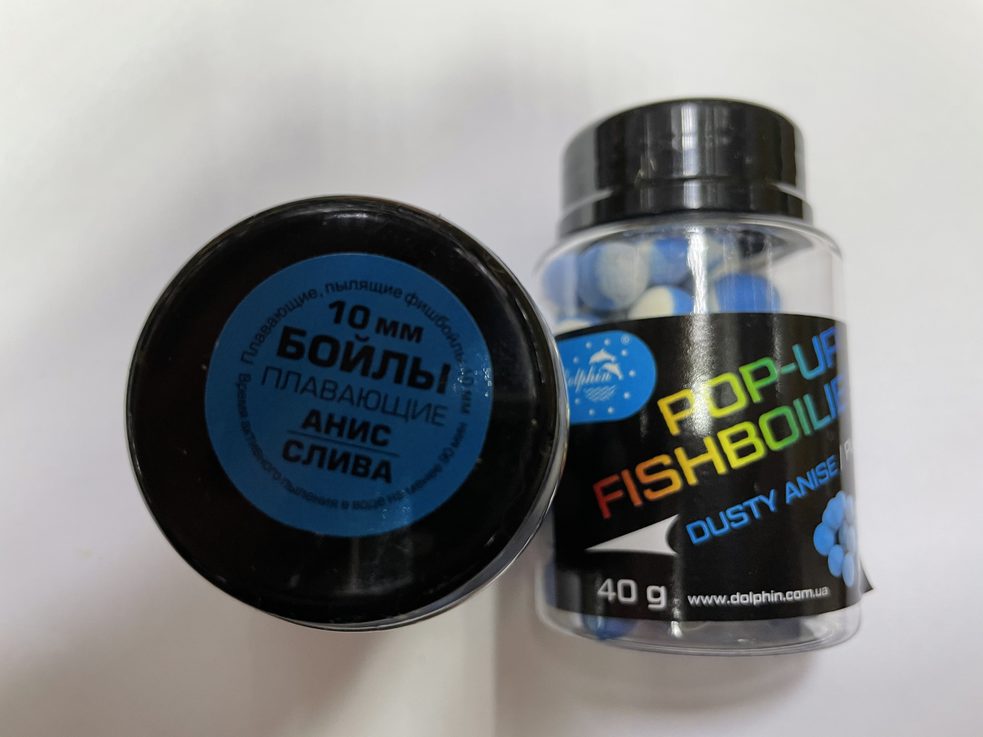 Плавающие, пылящие фишбойлы 10 мм
Время активного пыления в воде не менее 30 мин
10 мм
БОЙЛЫ
ПЛАВАЮЩИЕ
АНИС
СЛИВА
Dolphin
®
POP-UP
FISHBOILIE
DUSTY ANISE
40 g
www.dolphin.com.ua